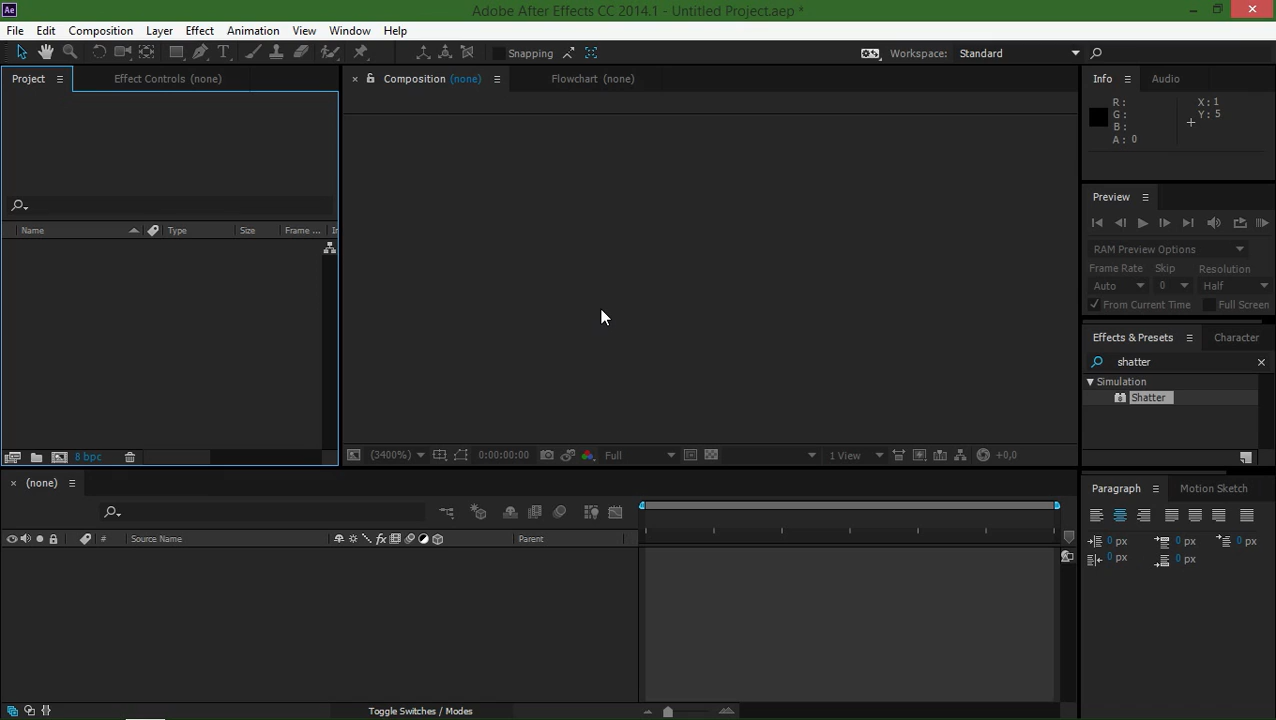 Ae Adobe After Effects CC 2014.1 - Untitled Project.aep *
File Edit Composition Layer Effect Animation View Window Help
Snapping Workspace: Standard
Project Effect Controls (none) Composition (none) Flowchart (none) Info Audio
R: X: 1
G: Y: 5
B:
A: 0
Preview
Name Type Size Frame ... In
RAM Preview Options
Frame Rate Skip Resolution
Auto 0 Half
From Current Time Full Screen
Effects & Presets Character
shatter
Simulation
Shatter
8 bpc (3400%) 0:00:00:00 Full 1 View +0,0
(none) Paragraph Motion Sketch
# Source Name fx Parent
0 px 0 px 0 px
0 px 0 px
Toggle Switches / Modes